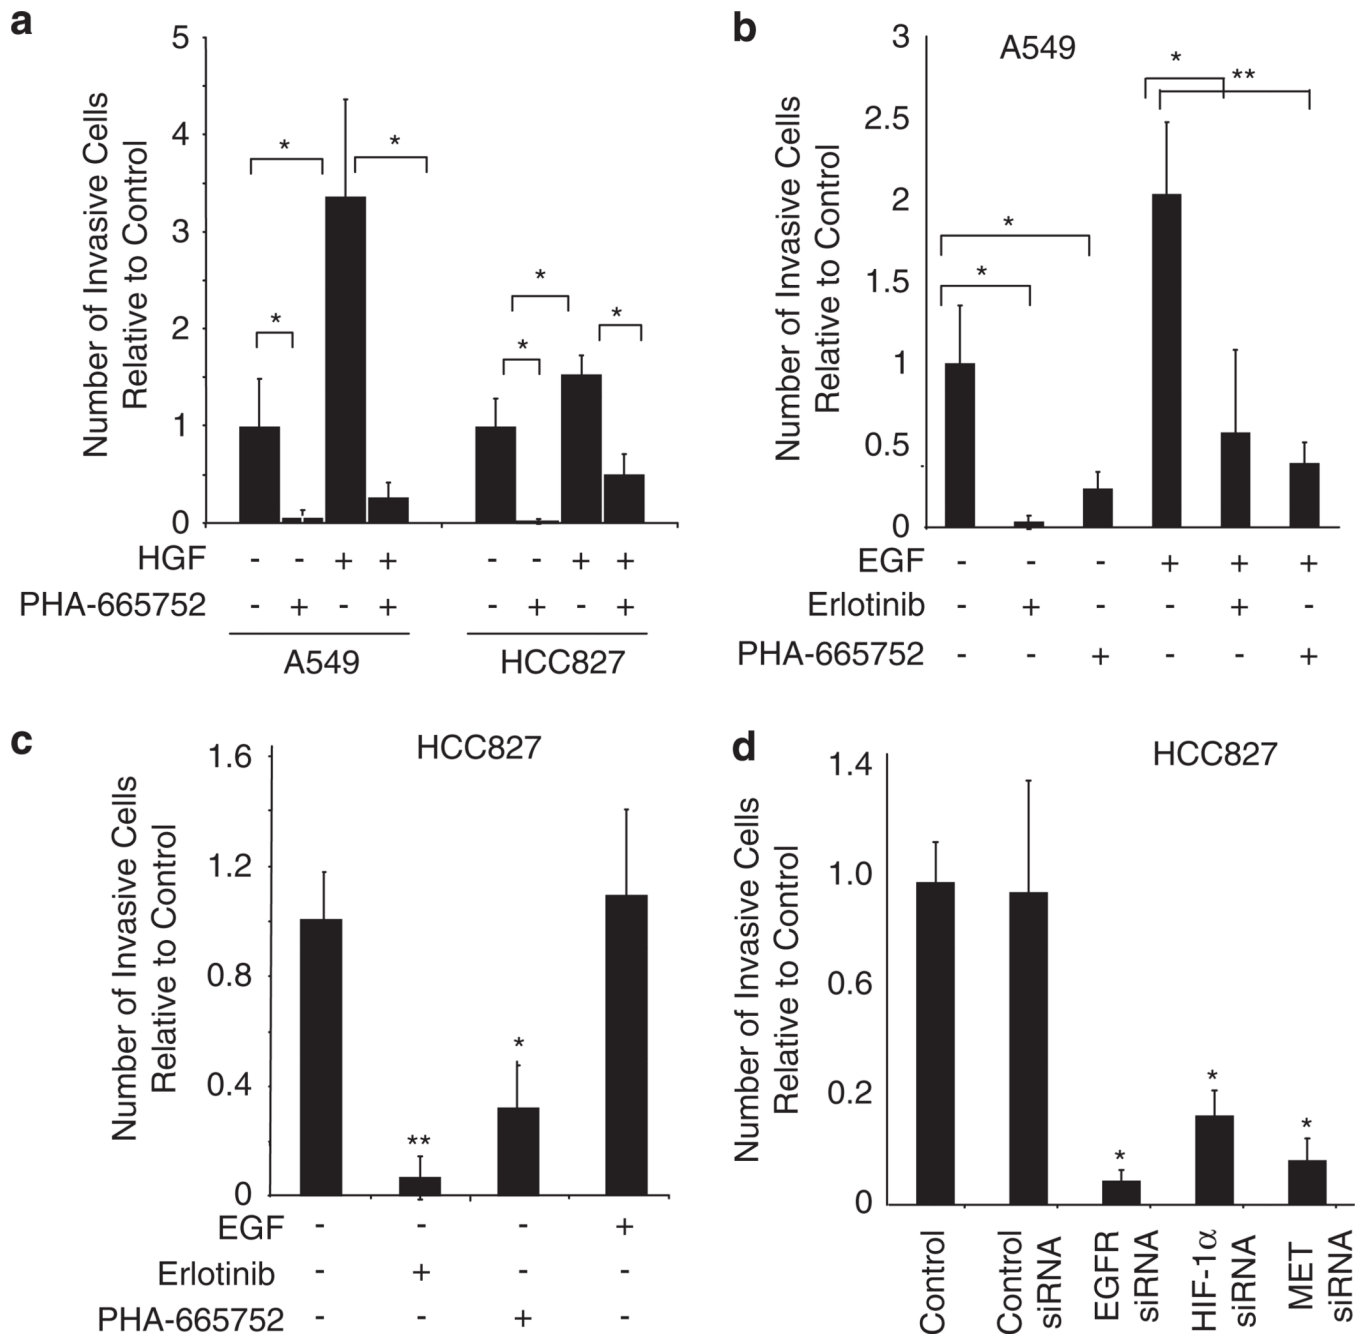 a
Number of Invasive Cells
Relative to Control
5
4
3
2
1
0
* * * * * *
HGF - - + + - - + +
PHA-665752 - + - + - + - +
A549 HCC827
b
A549
Number of Invasive Cells
Relative to Control
3
2.5
2
1.5
1
0.5
0
* ** * *
EGF - - - + + +
Erlotinib - + - - + -
PHA-665752 - - + - - +
c
HCC827
Number of Invasive Cells
Relative to Control
1.6
1.2
0.8
0.4
0
** *
EGF - - - +
Erlotinib - + - -
PHA-665752 - - + -
d
HCC827
Number of Invasive Cells
Relative to Control
1.4
1.0
0.6
0.2
0
* * *
Control
Control
siRNA
EGFR
siRNA
HIF-1α
siRNA
MET
siRNA